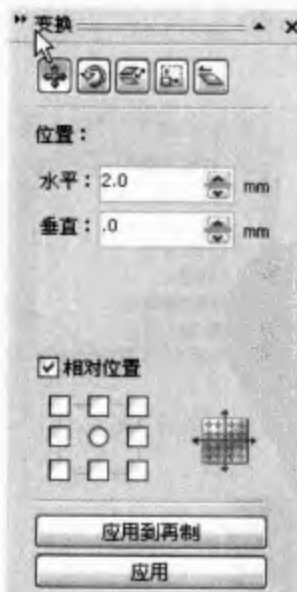 变换
位置：
水平：2.0 mm
垂直：.0 mm
相对位置
应用到再制
应用